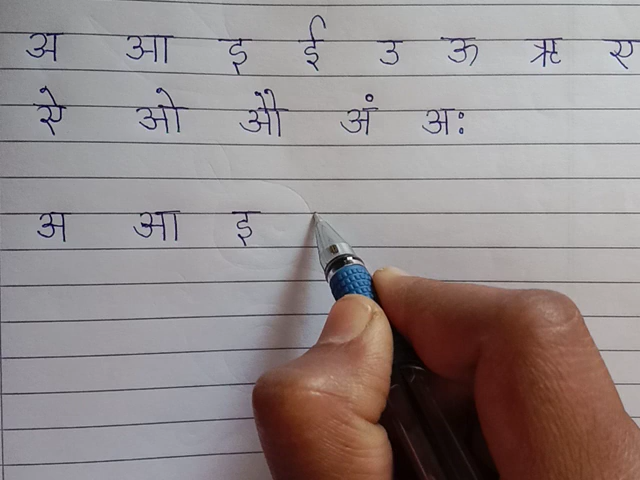 अ आ इ ई उ ऊ ऋ ए
ऐ ओ औ अं अः
अ आ इ